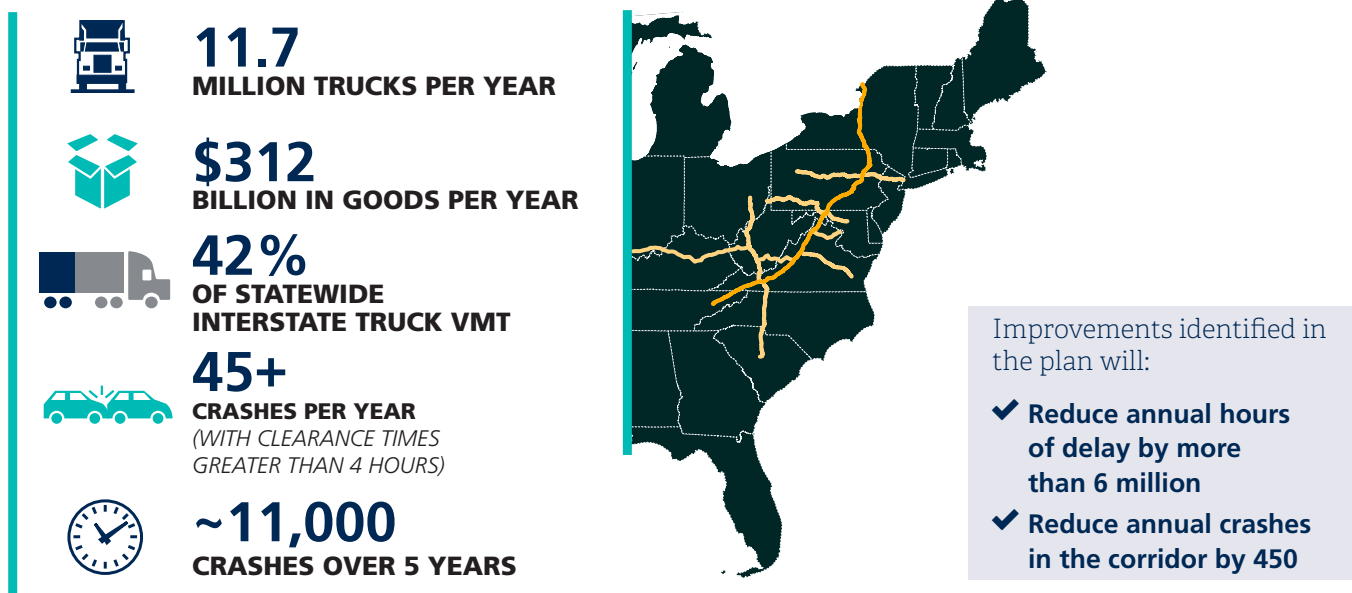 11.7
MILLION TRUCKS PER YEAR
$312
BILLION IN GOODS PER YEAR
42%
OF STATEWIDE
INTERSTATE TRUCK VMT
45+
CRASHES PER YEAR
(WITH CLEARANCE TIMES
GREATER THAN 4 HOURS)
~11,000
CRASHES OVER 5 YEARS
Improvements identified in
the plan will:
✔ Reduce annual hours
of delay by more
than 6 million
✔ Reduce annual crashes
in the corridor by 450